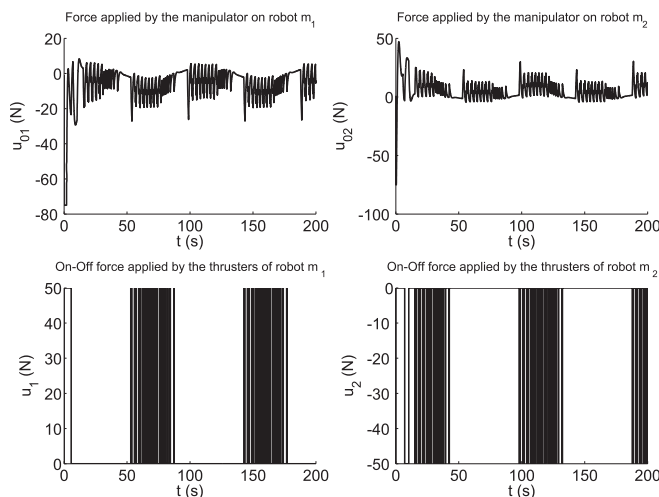 Force applied by the manipulator on robot m1
20
0
-20
-40
-60
-80
u01 (N)
0 50 100 150 200
t (s)
Force applied by the manipulator on robot m2
50
0
-50
-100
u02 (N)
0 50 100 150 200
t (s)
On-Off force applied by the thrusters of robot m1
50
40
30
20
10
0
u1 (N)
0 50 100 150 200
t (s)
On-Off force applied by the thrusters of robot m2
0
-10
-20
-30
-40
-50
u2 (N)
0 50 100 150 200
t (s)